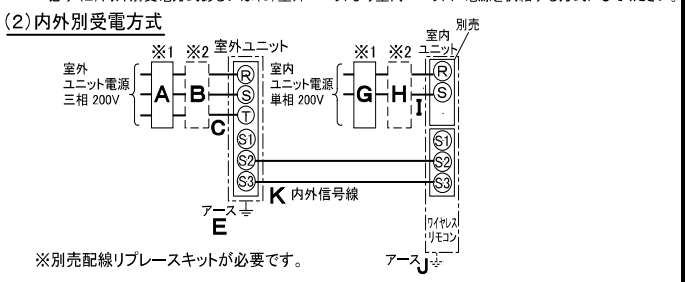 (2)内外別受電方式
※1 ※2 室外ユニット
室外
ユニット電源
三相 200V
A B C
R
S
T
S1
S2
S3
アース
E
K 内外信号線
※1 ※2
室内
ユニット
別売
室内
ユニット電源
単相 200V
G H I
R
S
S1
S2
S3
ワイヤレス
リモコン
アース J
※別売配線リプレースキットが必要です。